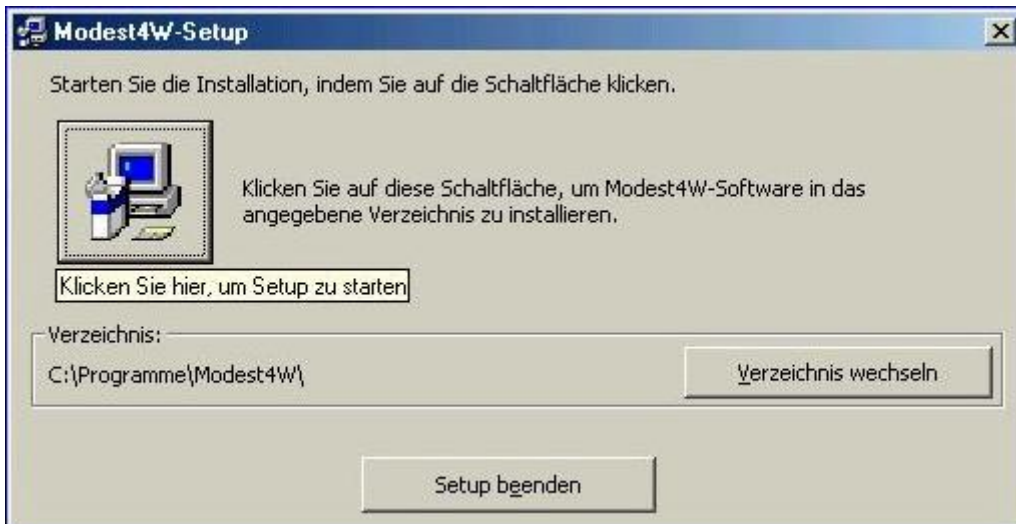 Modest4W-Setup
Starten Sie die Installation, indem Sie auf die Schaltfläche klicken.
Klicken Sie auf diese Schaltfläche, um Modest4W-Software in das
angegebene Verzeichnis zu installieren.
Klicken Sie hier, um Setup zu starten
Verzeichnis:
C:\Programme\Modest4W\
Verzeichnis wechseln
Setup beenden